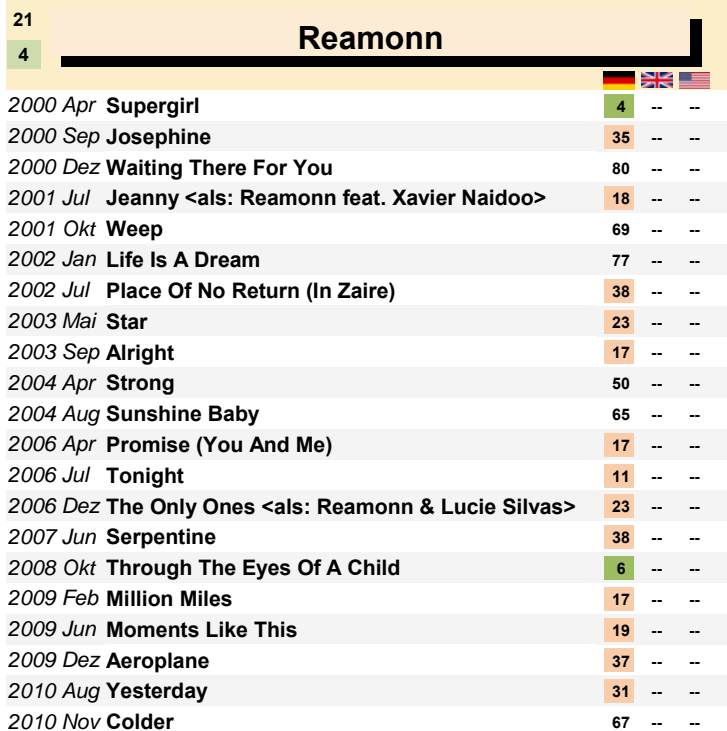 21
Reamonn
4
2000 Apr Supergirl 4 -- --
2000 Sep Josephine 35 -- --
2000 Dez Waiting There For You 80 -- --
2001 Jul Jeanny <als: Reamonn feat. Xavier Naidoo> 18 -- --
2001 Okt Weep 69 -- --
2002 Jan Life Is A Dream 77 -- --
2002 Jul Place Of No Return (In Zaire) 38 -- --
2003 Mai Star 23 -- --
2003 Sep Alright 17 -- --
2004 Apr Strong 50 -- --
2004 Aug Sunshine Baby 65 -- --
2006 Apr Promise (You And Me) 17 -- --
2006 Jul Tonight 11 -- --
2006 Dez The Only Ones <als: Reamonn & Lucie Silvas> 23 -- --
2007 Jun Serpentine 38 -- --
2008 Okt Through The Eyes Of A Child 6 -- --
2009 Feb Million Miles 17 -- --
2009 Jun Moments Like This 19 -- --
2009 Dez Aeroplane 37 -- --
2010 Aug Yesterday 31 -- --
2010 Nov Colder 67 -- --